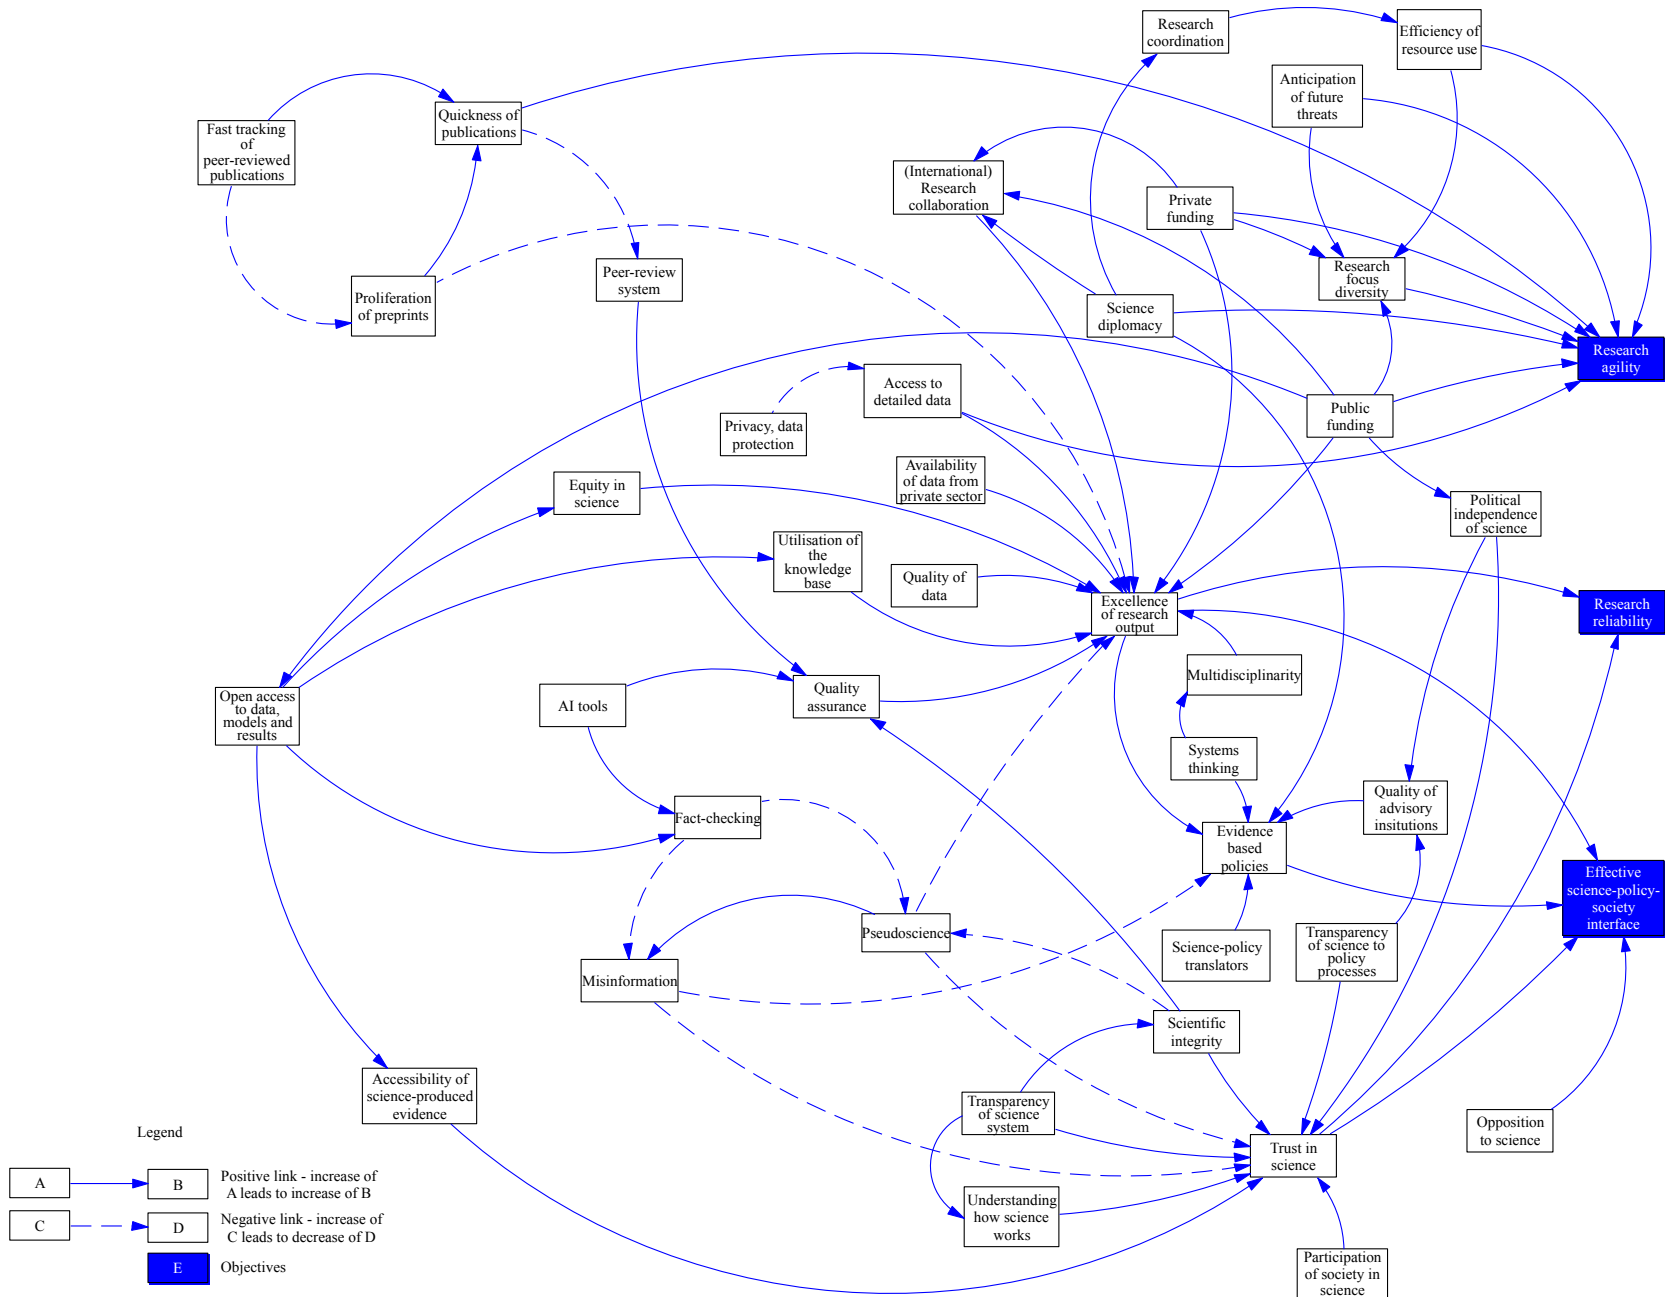 Research
coordination
Efficiency of
resource use
Anticipation
of future
threats
Quickness of
publications
Fast tracking
of
peer-reviewed
publications
(International)
Research
collaboration
Private
funding
Peer-review
system
Research
focus
diversity
Proliferation
of preprints
Science
diplomacy
Research
agility
Access to
detailed data
Public
funding
Privacy, data
protection
Availability
of data from
private sector
Equity in
science
Political
independence
of science
Utilisation of
the
knowledge
base
Quality of
data
Excellence
of research
output
Research
reliability
Multidisciplinarity
Open access
to data,
models and
results
AI tools
Quality
assurance
Systems
thinking
Quality of
advisory
insitutions
Fact-checking
Evidence
based
policies
Effective
science-policy-
society
interface
Pseudoscience
Science-policy
translators
Transparency
of science to
policy
processes
Misinformation
Scientific
integrity
Accessibility of
science-produced
evidence
Transparency
of science
system
Opposition
to science
Trust in
science
Understanding
how science
works
Participation
of society in
science
Legend
A
B
Positive link - increase of
A leads to increase of B
C
D
Negative link - increase of
C leads to decrease of D
E
Objectives